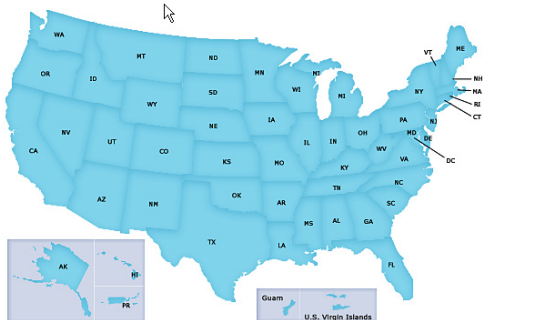 WA
MT
ND
MN
OR
ID
WY
SD
WI
MI
MI
VT
ME
NH
MA
RI
CT
NY
NV
UT
CO
NE
IA
IL
IN
OH
PA
NJ
MD
DE
DC
CA
KS
MO
KY
WV
VA
AZ
NM
OK
AR
TN
NC
SC
TX
LA
MS
AL
GA
FL
AK
HI
PR
Guam
U.S. Virgin Islands